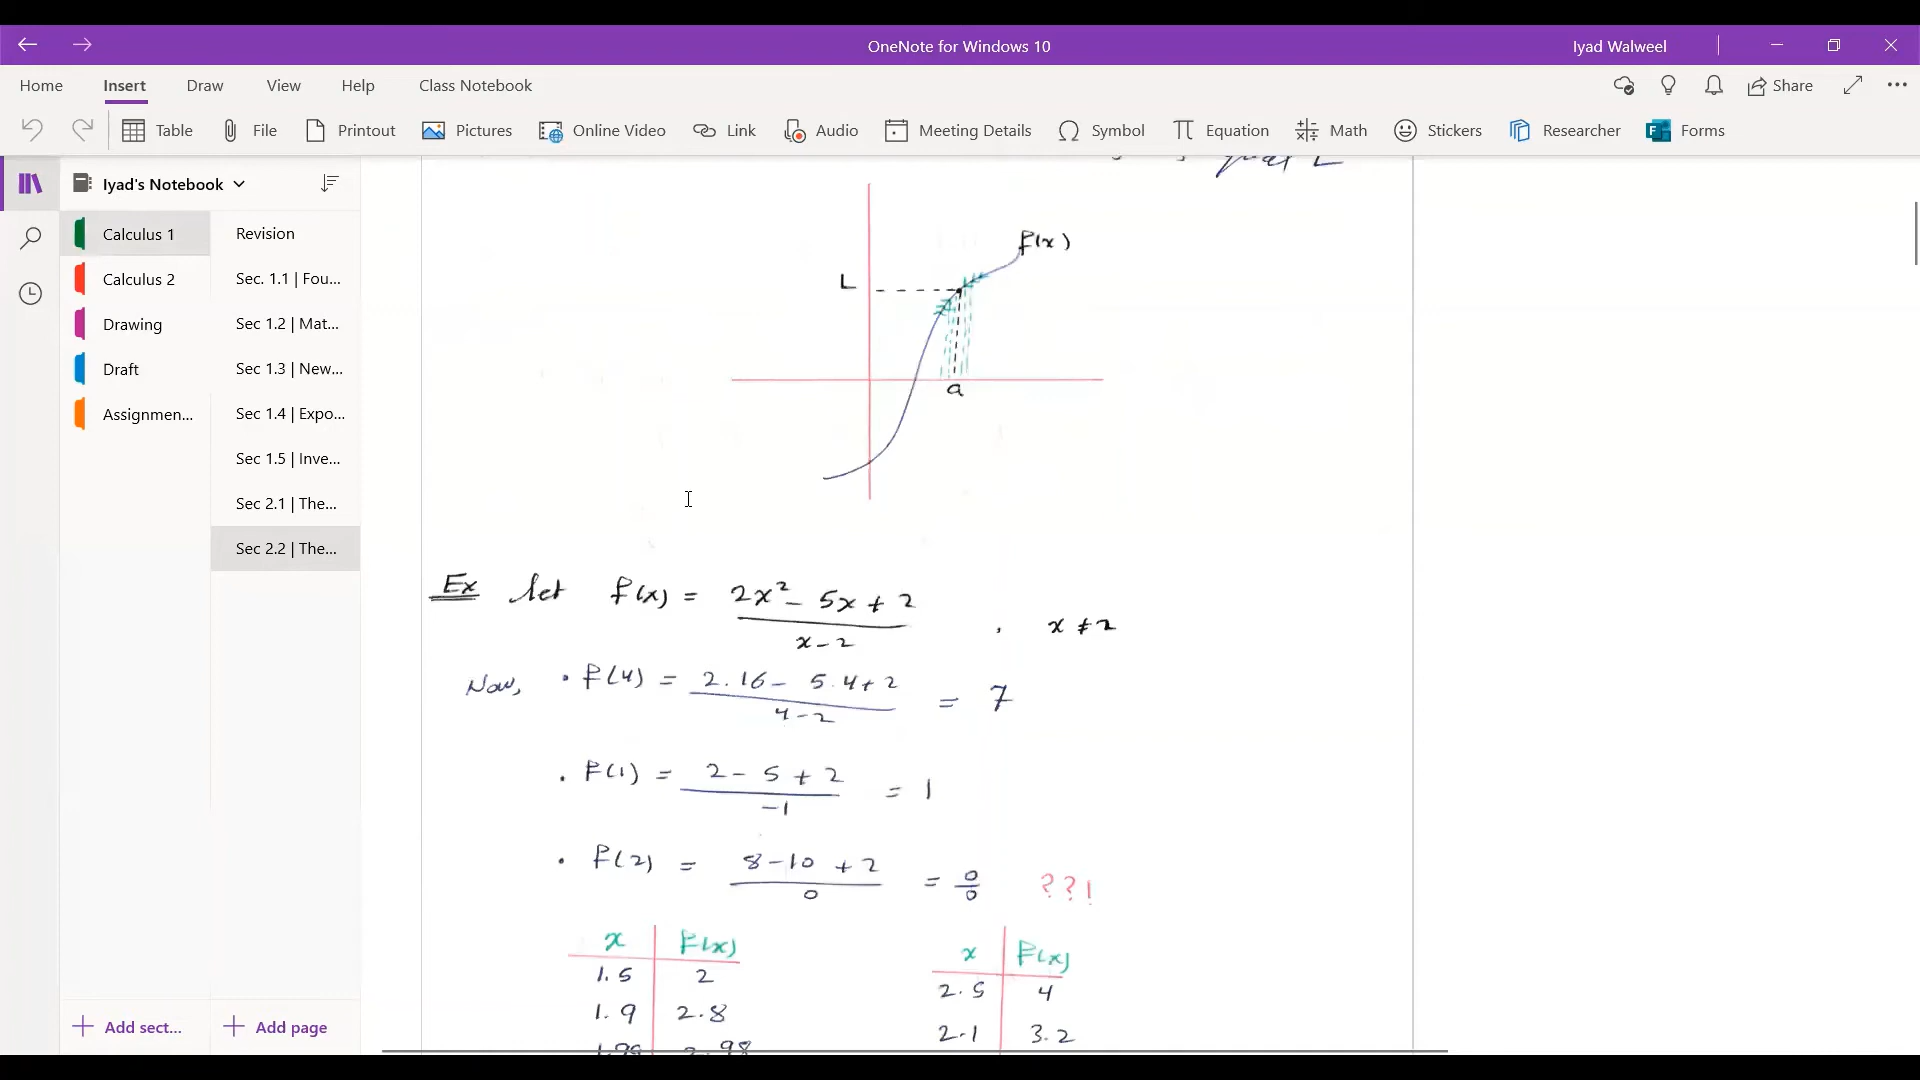 OneNote for Windows 10
Iyad Walweel
Home Insert Draw View Help Class Notebook Share
Table File Printout Pictures Online Video Link Audio Meeting Details Symbol Equation Math Stickers Researcher Forms
Iyad's Notebook
Calculus 1
Calculus 2
Drawing
Draft
Assignmen...
Add sect...
Revision
Sec. 1.1 | Fou...
Sec 1.2 | Mat...
Sec 1.3 | New...
Sec 1.4 | Expo...
Sec 1.5 | Inve...
Sec 2.1 | The...
Sec 2.2 | The...
Add page
L
f(x)
L
a
Ex let f(x) = 2x² - 5x + 2
x - 2
, x ≠ 2
Now, • f(4) = 2.16 - 5.4 + 2
4 - 2
= 7
• f(1) = 2 - 5 + 2
-1
= 1
• f(2) = 8 - 10 + 2
0
= 0/0 ??!
x f(x)
1.5 2
1.9 2.8
1.99 2.98
x f(x)
2.5 4
2.1 3.2